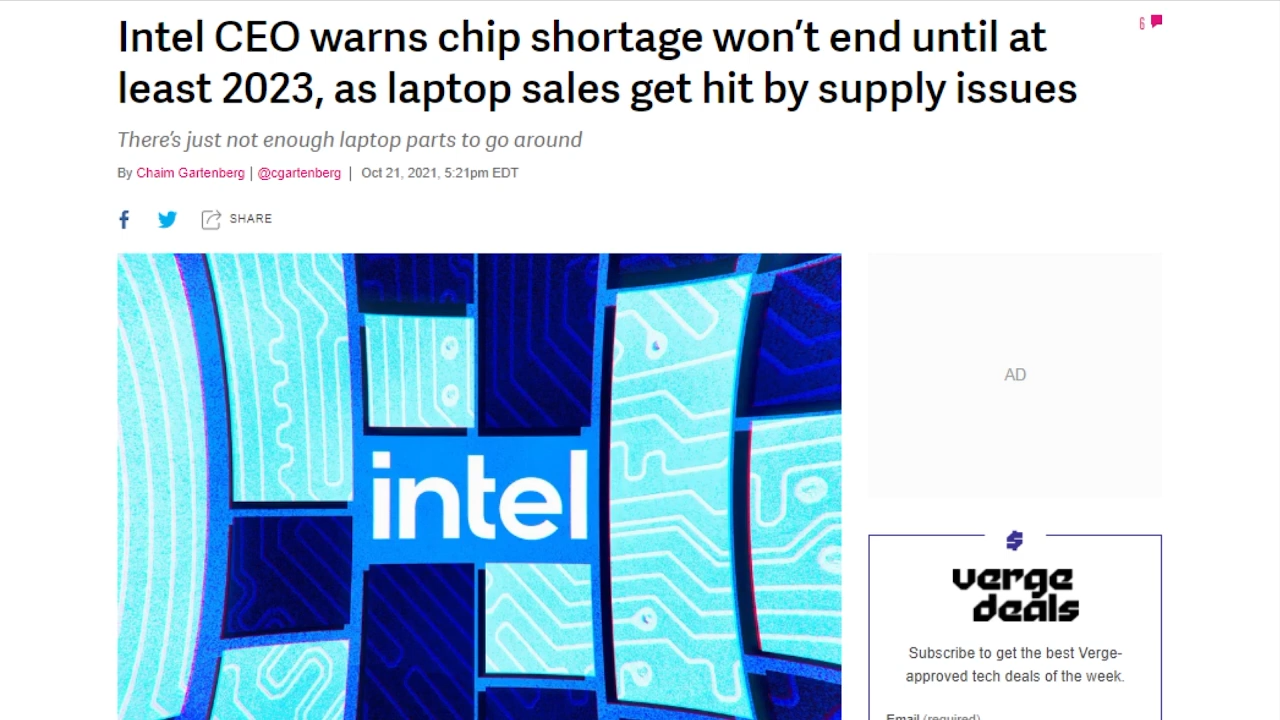 Intel CEO warns chip shortage won’t end until at
least 2023, as laptop sales get hit by supply issues
6
There’s just not enough laptop parts to go around
By Chaim Gartenberg | @cgartenberg | Oct 21, 2021, 5:21pm EDT
SHARE
intel
AD
verge
deals
Subscribe to get the best Verge-
approved tech deals of the week.
Email (required)